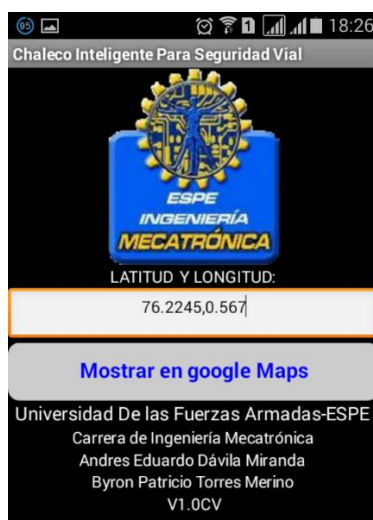 95 1 18:26
Chaleco Inteligente Para Seguridad Vial
ESPE
INGENIERÍA
MECATRÓNICA
LATITUD Y LONGITUD:
76.2245,0.567
Mostrar en google Maps
Universidad De las Fuerzas Armadas-ESPE
Carrera de Ingeniería Mecatrónica
Andres Eduardo Dávila Miranda
Byron Patricio Torres Merino
V1.0CV